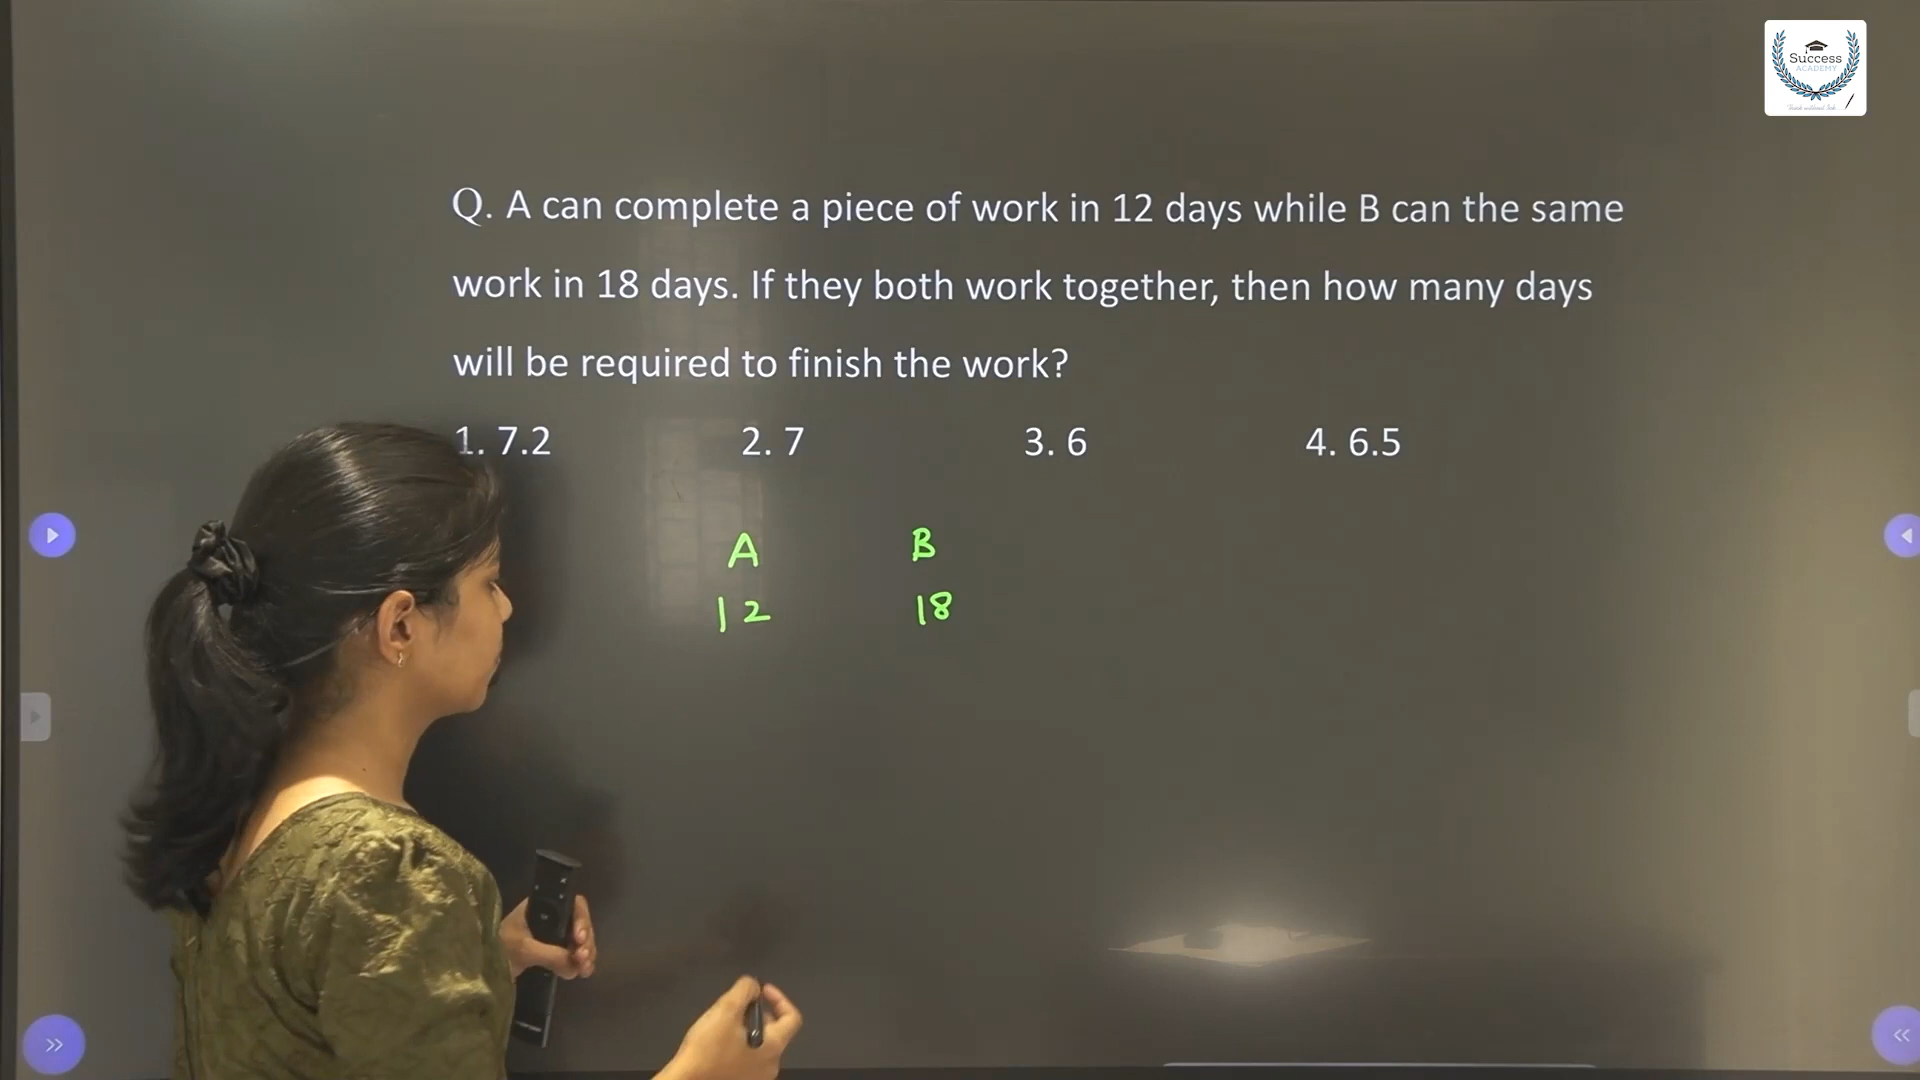 Success
ACADEMY
Q. A can complete a piece of work in 12 days while B can the same
work in 18 days. If they both work together, then how many days
will be required to finish the work?
1. 7.2 2. 7 3. 6 4. 6.5
A B
12 18